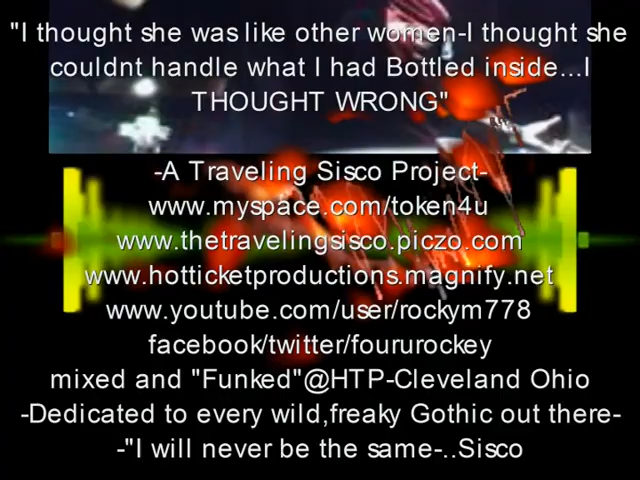 "I thought she was like other women-I thought she
couldnt handle what I had Bottled inside...I
THOUGHT WRONG"
-A Traveling Sisco Project-
www.myspace.com/token4u
www.thetravelingsisco.piczo.com
www.hotticketproductions.magnify.net
www.youtube.com/user/rockym778
facebook/twitter/foururockey
mixed and "Funked"@HTP-Cleveland Ohio
-Dedicated to every wild,freaky Gothic out there-
-"I will never be the same-..Sisco